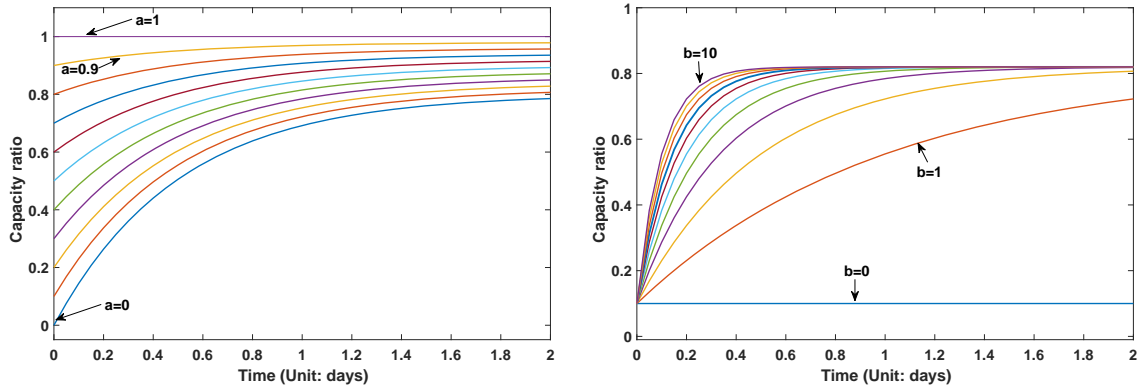 a=1
a=0.9
a=0
1
0.8
0.6
0.4
0.2
0
0 0.2 0.4 0.6 0.8 1 1.2 1.4 1.6 1.8 2
Capacity ratio
Time (Unit: days)
b=10
b=1
b=0
1
0.8
0.6
0.4
0.2
0
0 0.2 0.4 0.6 0.8 1 1.2 1.4 1.6 1.8 2
Capacity ratio
Time (Unit: days)